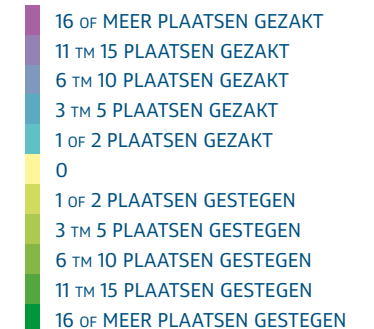 16 OF MEER PLAATSEN GEZAKT
11 TM 15 PLAATSEN GEZAKT
6 TM 10 PLAATSEN GEZAKT
3 TM 5 PLAATSEN GEZAKT
1 OF 2 PLAATSEN GEZAKT
0
1 OF 2 PLAATSEN GESTEGEN
3 TM 5 PLAATSEN GESTEGEN
6 TM 10 PLAATSEN GESTEGEN
11 TM 15 PLAATSEN GESTEGEN
16 OF MEER PLAATSEN GESTEGEN